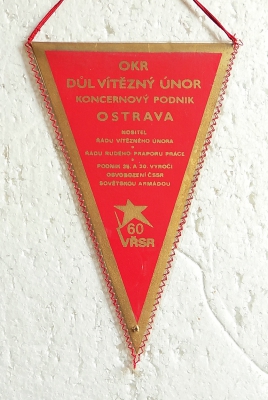 OKR
DŮL VÍTĚZNÝ ÚNOR
KONCERNOVÝ PODNIK
OSTRAVA
NOSITEL
ŘÁDU VÍTĚZNÉHO ÚNORA
ŘÁDU RUDÉHO PRAPORU PRÁCE
PODNIK 25. A 30. VÝROČÍ
OSVOBOZENÍ ČSSR
SOVĚTSKOU ARMÁDOU
60
VŘSR